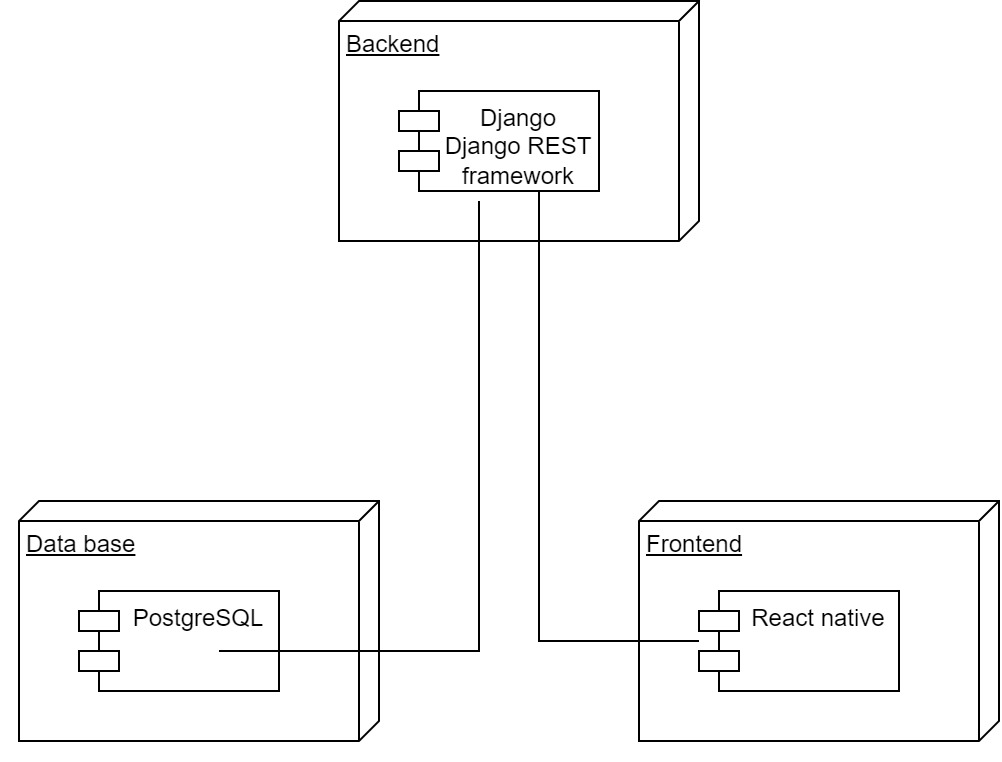 Backend
Django
Django REST
framework
Data base
PostgreSQL
Frontend
React native